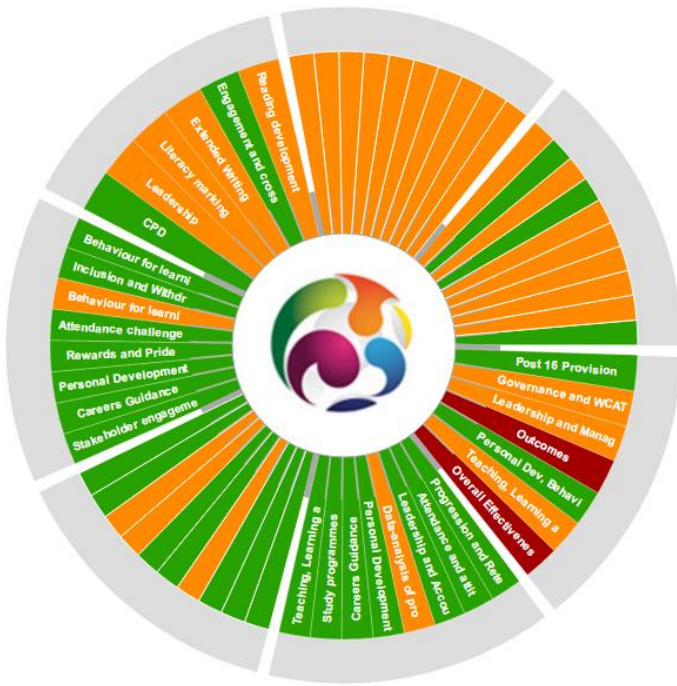 Reading development
Post 16 Provision
Governance and WCAT
Leadership and Manag
Outcomes
Personal Dev, Behavi
Teaching, Learning a
Overall Effectivenes
Progression and Rete
Attendance and attit
Leadership and Accou
Data-analysis of pro
Personal Development
Careers Guidance
Study programmes
Teaching, Learning a
Stakeholder engageme
Careers Guidance
Personal Development
Rewards and Pride
Attendance challenge
Behaviour for learni
Inclusion and Withdr
Behaviour for learni
CPD
Leadership
Literacy marking
Extended Writing
Engagement and cross